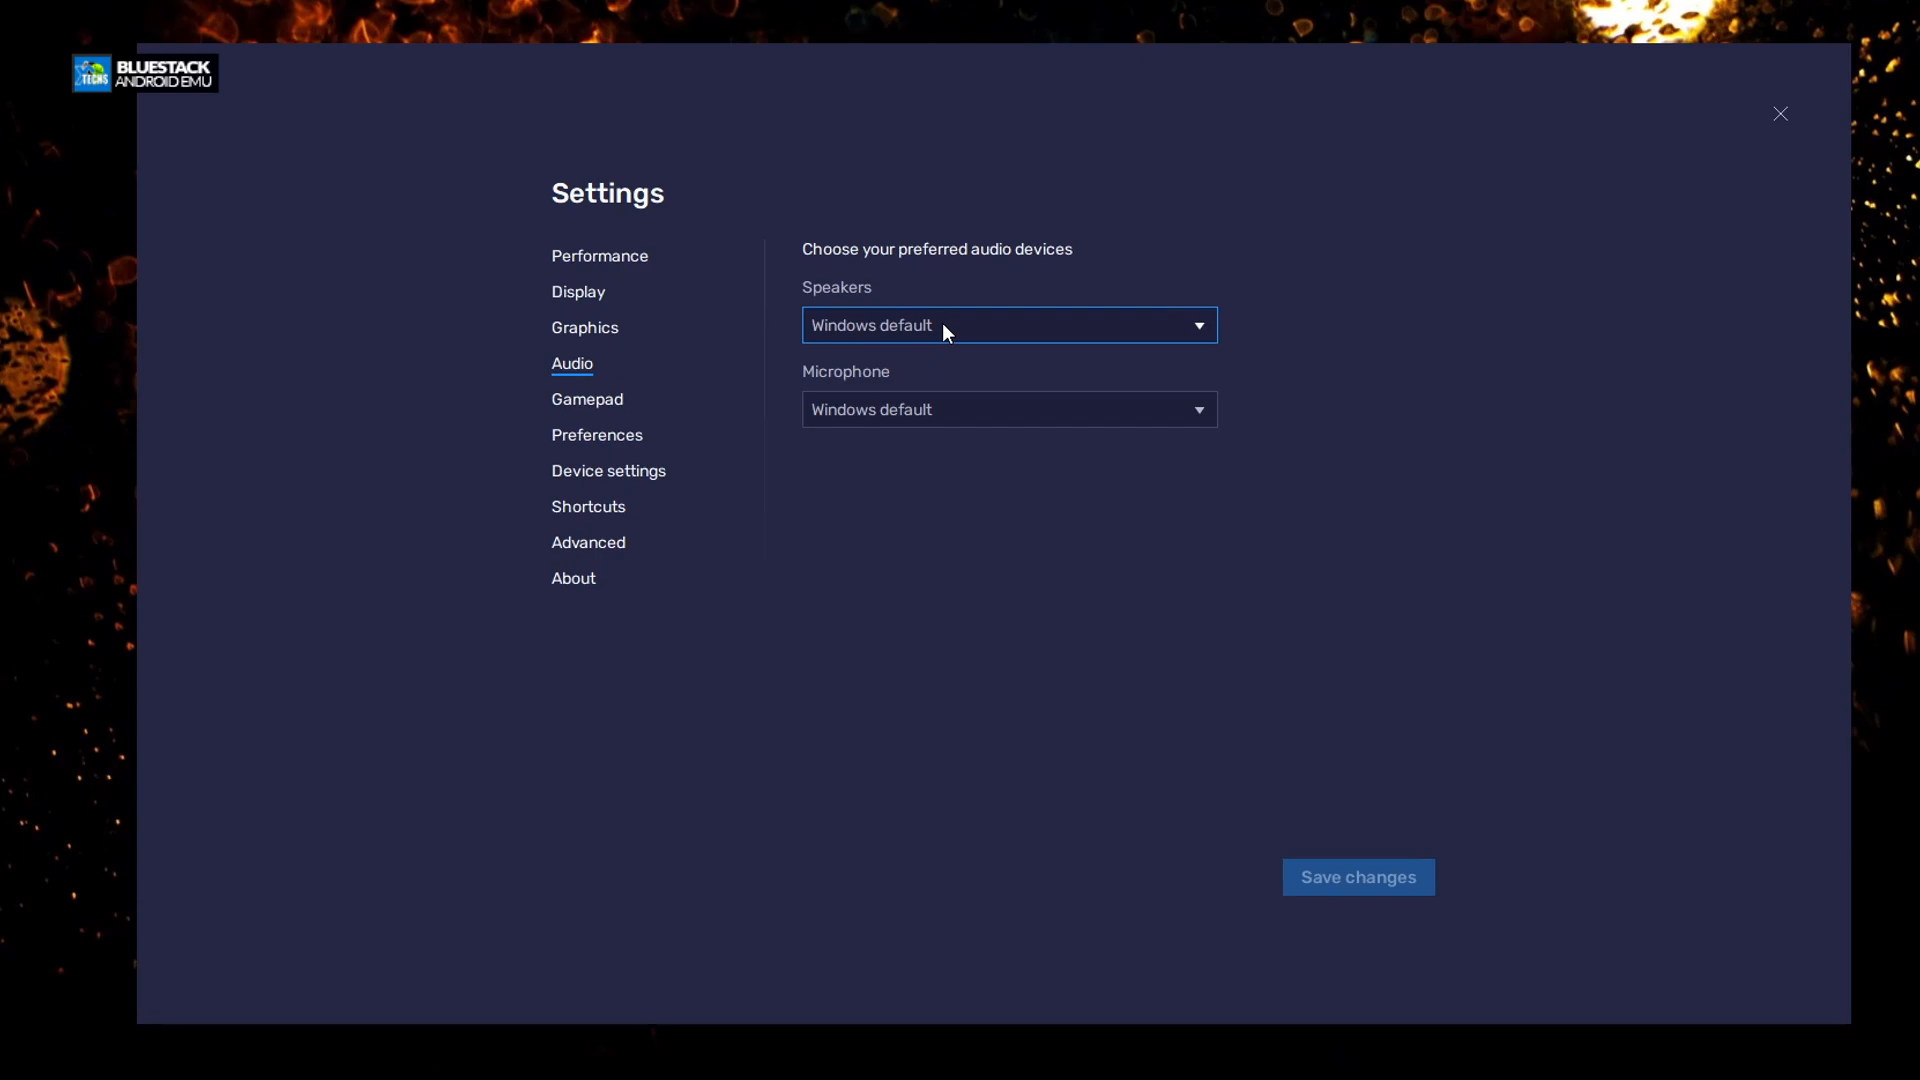 TECHS
BLUESTACK
ANDROID EMU
Settings
Performance
Display
Graphics
Audio
Gamepad
Preferences
Device settings
Shortcuts
Advanced
About
Choose your preferred audio devices
Speakers
Windows default
Microphone
Windows default
Save changes